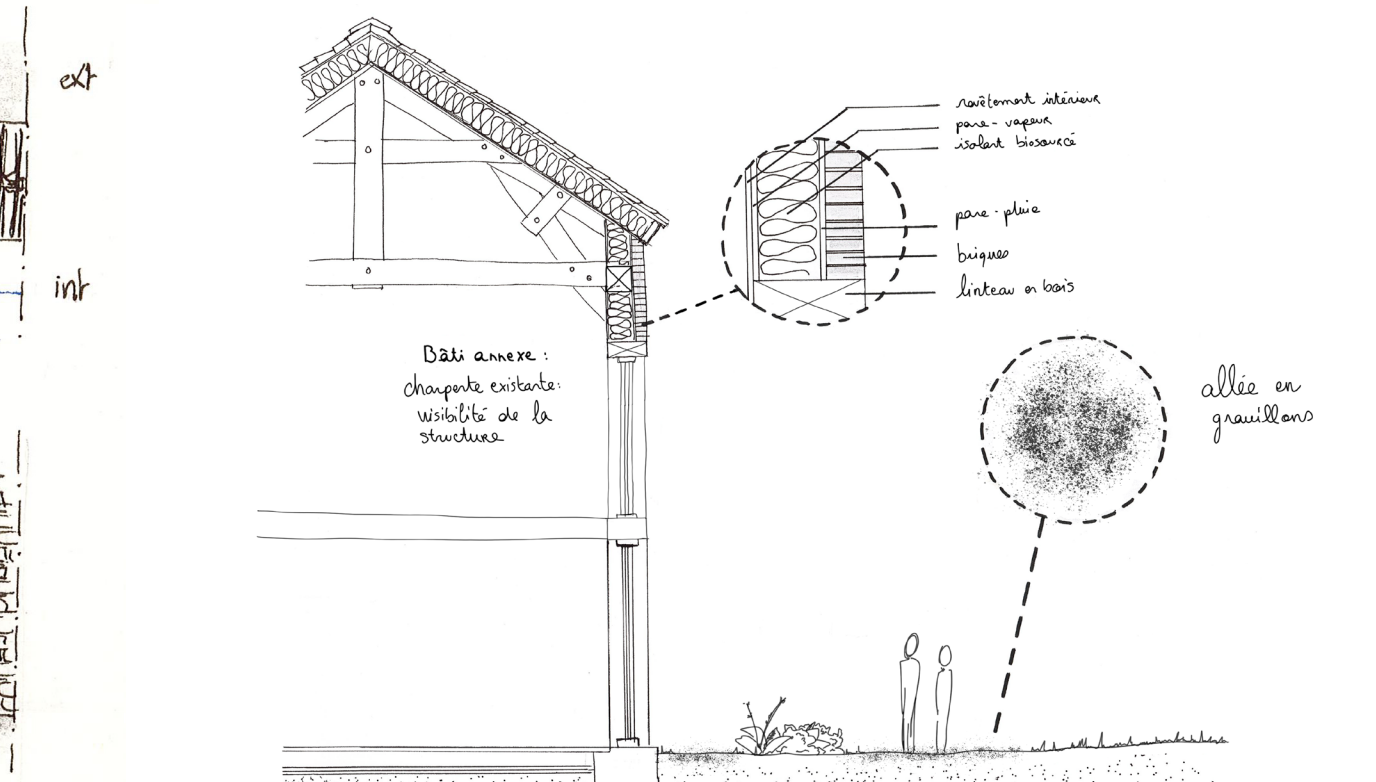 ext
int
revêtement intérieur
pare-vapeur
isolant biosourcé
pare-pluie
briques
linteau en bois
Bâti annexe :
charpente existante:
visibilité de la
structure
allée en
gravillons